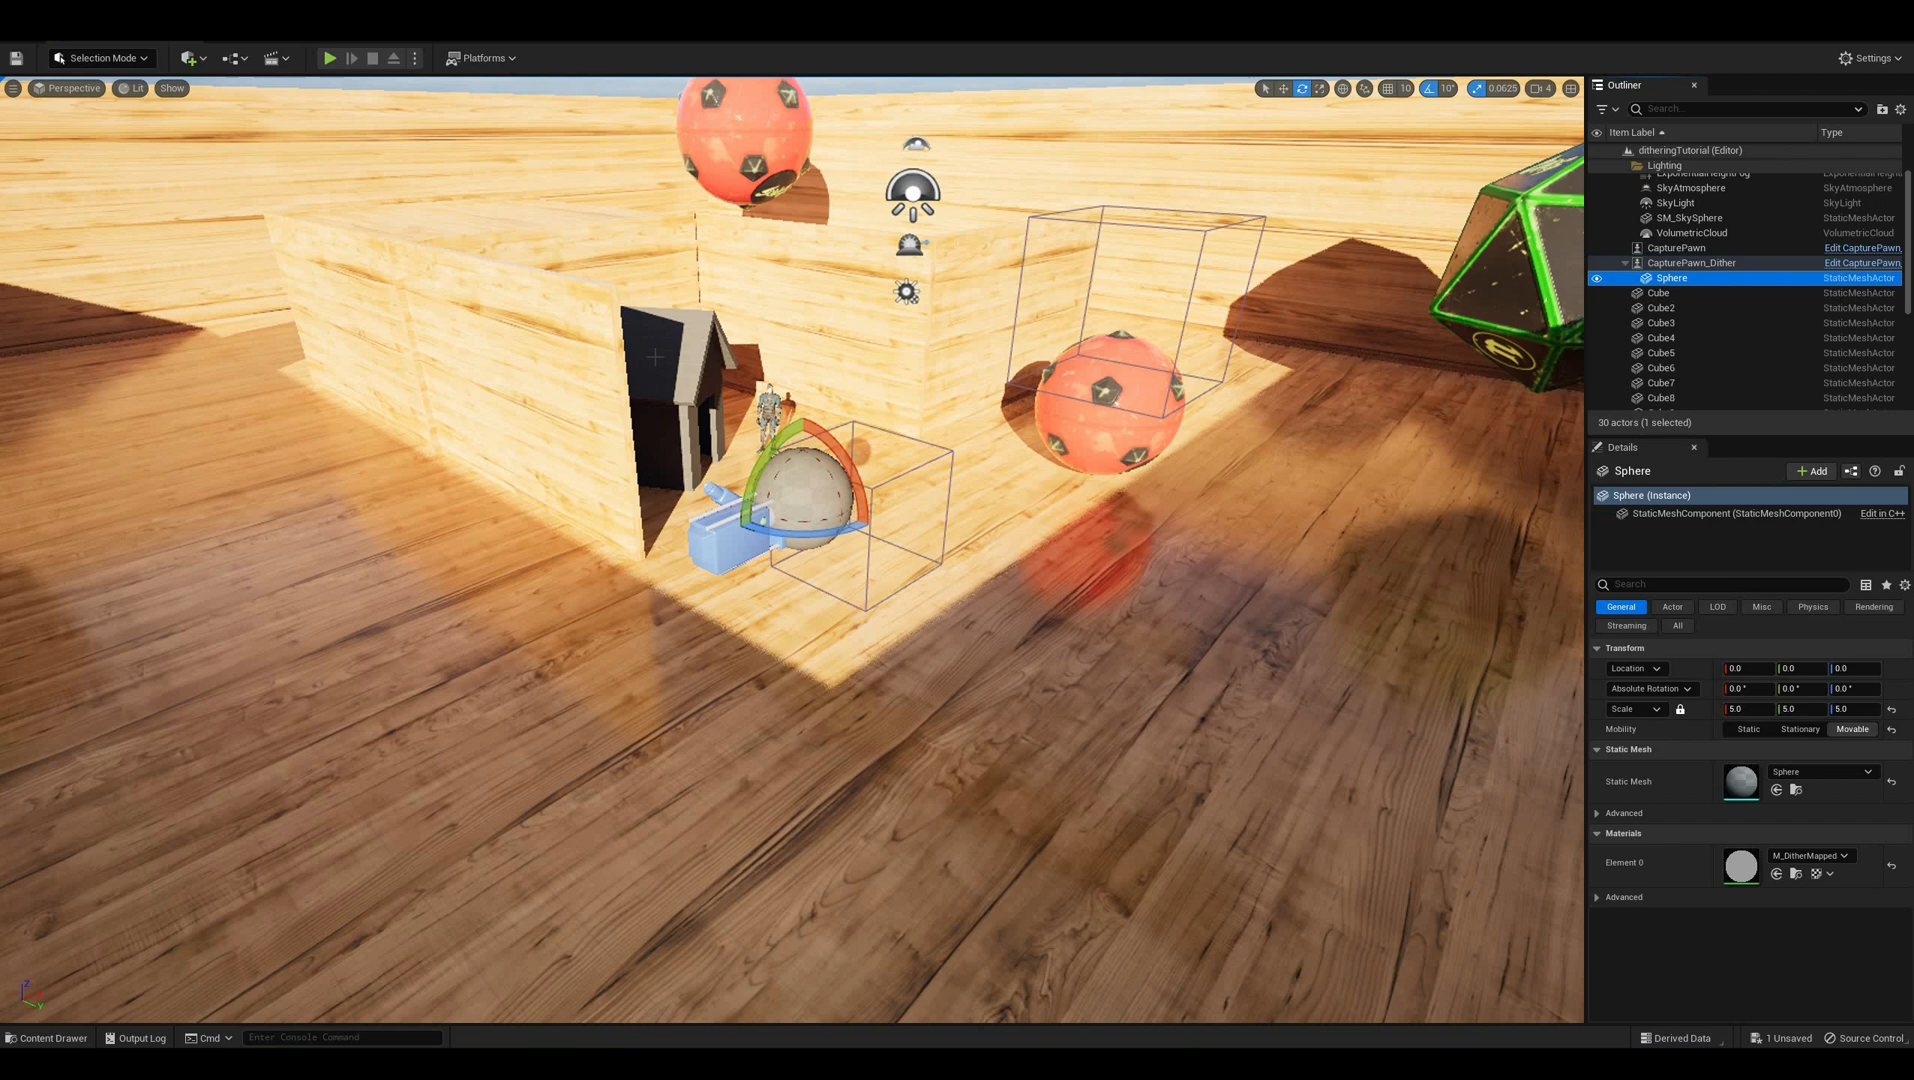 Selection Mode
Platforms
Settings
Perspective
Lit
Show
10
10°
0.0625
4
Outliner
Search...
Item Label
Type
ditheringTutorial (Editor)
Lighting
ExponentialHeightFog
SkyAtmosphere
SkyAtmosphere
SkyLight
SkyLight
SM_SkySphere
StaticMeshActor
VolumetricCloud
VolumetricCloud
CapturePawn
Edit CapturePawn_
CapturePawn_Dither
Edit CapturePawn_
Sphere
StaticMeshActor
Cube
StaticMeshActor
Cube2
StaticMeshActor
Cube3
StaticMeshActor
Cube4
StaticMeshActor
Cube5
StaticMeshActor
Cube6
StaticMeshActor
Cube7
StaticMeshActor
Cube8
StaticMeshActor
30 actors (1 selected)
Details
Sphere
Add
Sphere (Instance)
StaticMeshComponent (StaticMeshComponent0)
Edit in C++
Search
General
Actor
LOD
Misc
Physics
Rendering
Streaming
All
Transform
Location
0.0
0.0
0.0
Absolute Rotation
0.0 °
0.0 °
0.0 °
Scale
5.0
5.0
5.0
Mobility
Static
Stationary
Movable
Static Mesh
Static Mesh
Sphere
Advanced
Materials
Element 0
M_DitherMapped
Advanced
Z
Y
Content Drawer
Output Log
Cmd
Enter Console Command
Derived Data
1 Unsaved
Source Control